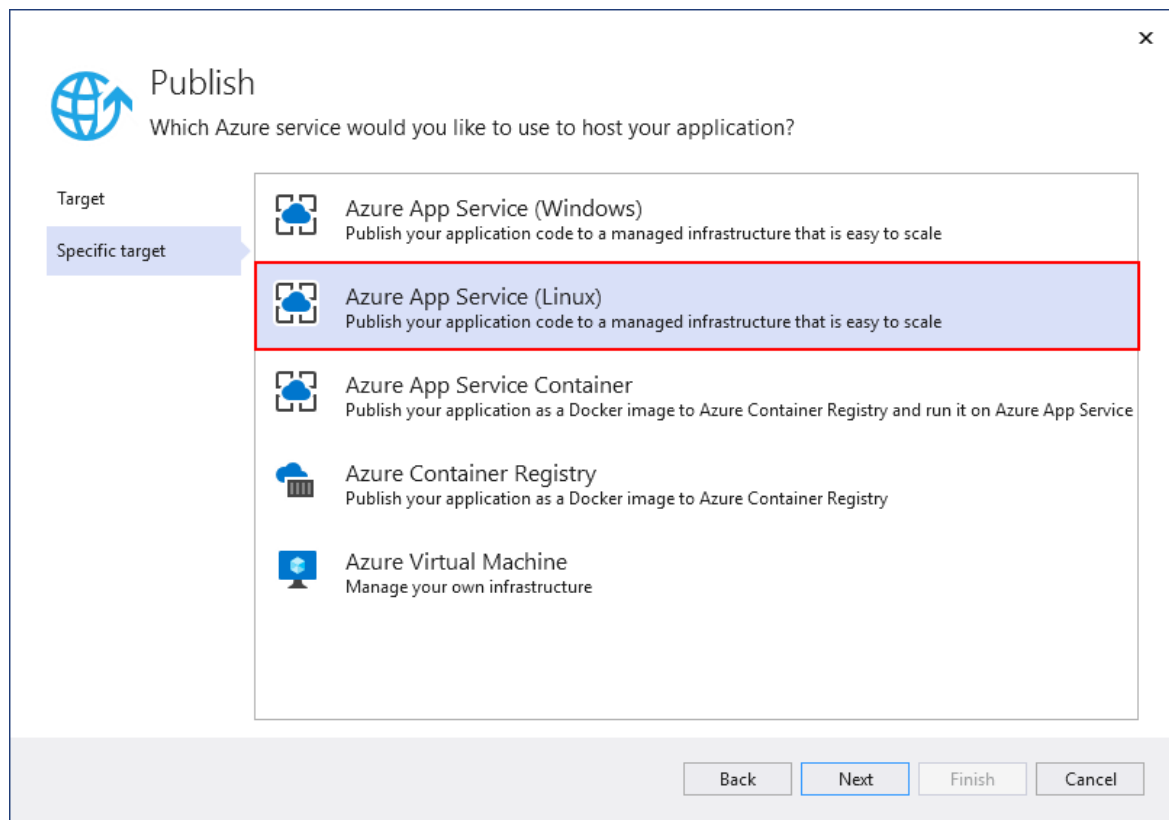 Publish
Which Azure service would you like to use to host your application?
Target
Specific target
Azure App Service (Windows)
Publish your application code to a managed infrastructure that is easy to scale
Azure App Service (Linux)
Publish your application code to a managed infrastructure that is easy to scale
Azure App Service Container
Publish your application as a Docker image to Azure Container Registry and run it on Azure App Service
Azure Container Registry
Publish your application as a Docker image to Azure Container Registry
Azure Virtual Machine
Manage your own infrastructure
Back Next Finish Cancel